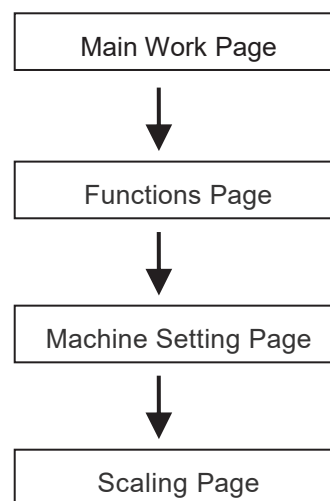 Main Work Page
Functions Page
Machine Setting Page
Scaling Page